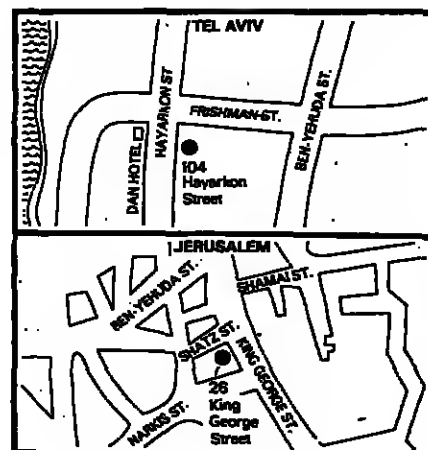 TEL AVIV
HAYARKON ST
FRISHMAN ST.
BEN-YEHUDA ST.
DAN HOTEL
104
Hayarkon
Street
JERUSALEM
BEN-YEHUDA ST.
SHAMAI ST.
SHATZ ST.
KING GEORGE ST.
26
King
George
Street
NARKIS ST.